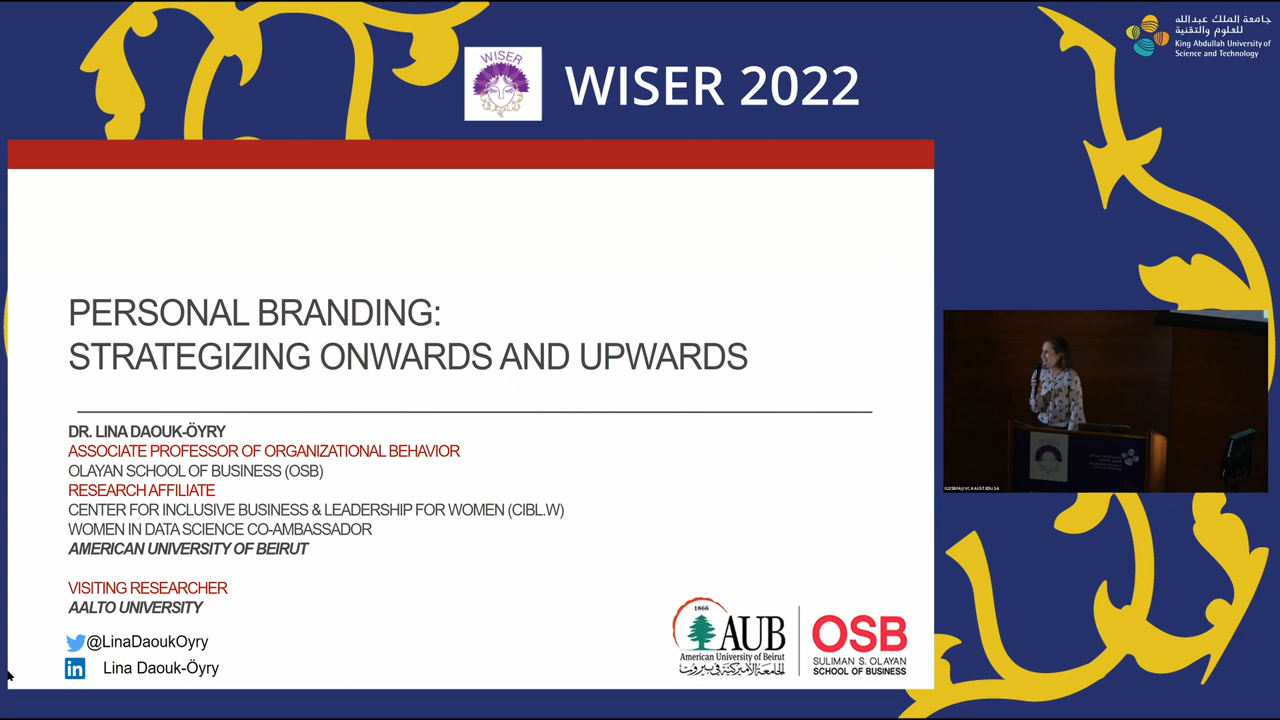 جامعة الملك عبدالله
للعلوم والتقنية
King Abdullah University of
Science and Technology
WISER
WISER 2022
PERSONAL BRANDING:
STRATEGIZING ONWARDS AND UPWARDS
DR. LINA DAOUK-ÖYRY
ASSOCIATE PROFESSOR OF ORGANIZATIONAL BEHAVIOR
OLAYAN SCHOOL OF BUSINESS (OSB)
RESEARCH AFFILIATE
CENTER FOR INCLUSIVE BUSINESS & LEADERSHIP FOR WOMEN (CIBL.W)
WOMEN IN DATA SCIENCE CO-AMBASSADOR
AMERICAN UNIVERSITY OF BEIRUT
VISITING RESEARCHER
AALTO UNIVERSITY
@LinaDaoukOyry
in Lina Daouk-Öyry
1866
AUB
American University of Beirut
الجامعة الأميركية في بيروت
OSB
SULIMAN S. OLAYAN
SCHOOL OF BUSINESS